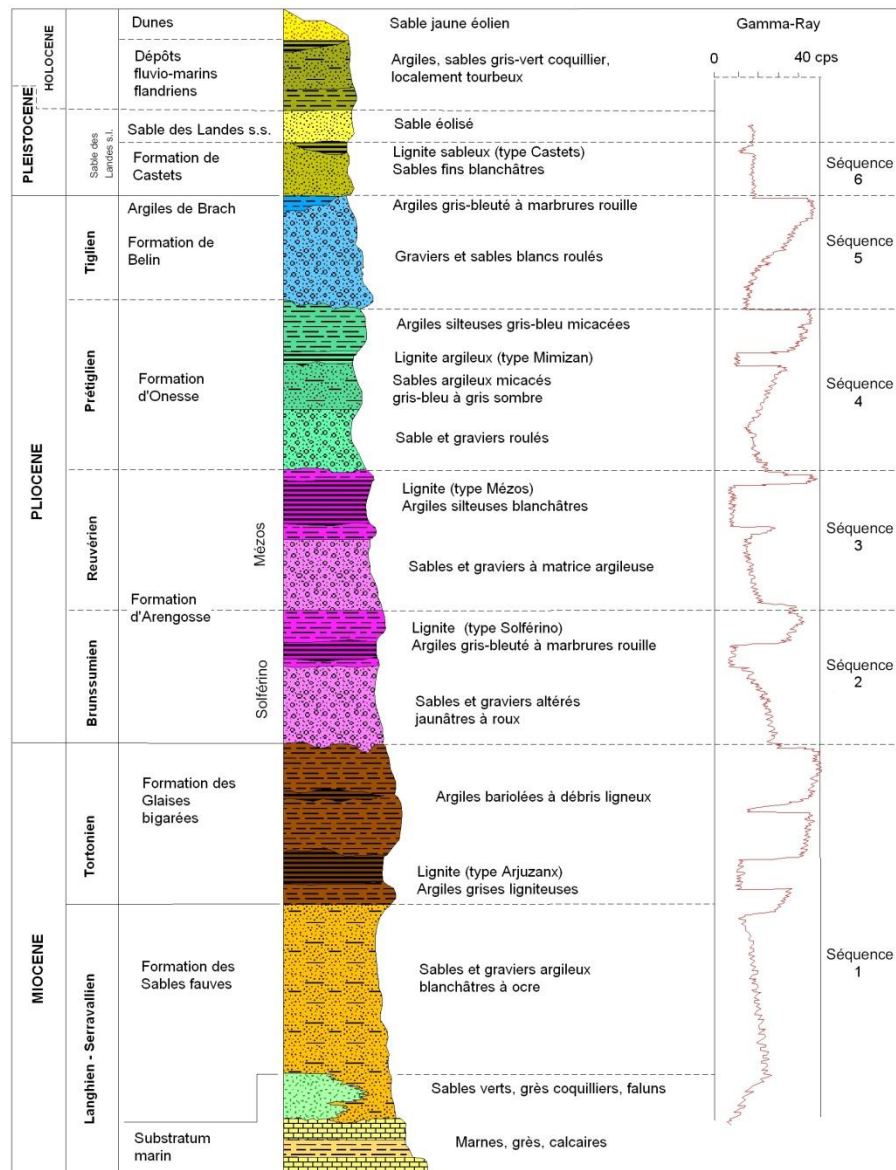 Dunes
Sable jaune éolien
Gamma-Ray
HOLOCENE
Dépôts
fluvio-marins
flandriens
Argiles, sables gris-vert coquillier,
localement tourbeux
0
40 cps
PLEISTOCENE
Sable des
Landes s.l.
Sable des Landes s.s.
Sable éolisé
Formation de
Castets
Lignite sableux (type Castets)
Sables fins blanchâtres
Séquence
6
PLIOCENE
Tiglien
Argiles de Brach
Argiles gris-bleuté à marbrures rouille
Formation de
Belin
Graviers et sables blancs roulés
Séquence
5
Prétiglien
Formation
d'Onesse
Argiles silteuses gris-bleu micacées
Lignite argileux (type Mimizan)
Sables argileux micacés
gris-bleu à gris sombre
Sable et graviers roulés
Séquence
4
Reuvérien
Mézos
Lignite (type Mézos)
Argiles silteuses blanchâtres
Sables et graviers à matrice argileuse
Séquence
3
Formation
d'Arengosse
Brunssumien
Solférino
Lignite (type Solférino)
Argiles gris-bleuté à marbrures rouille
Sables et graviers altérés
jaunâtres à roux
Séquence
2
MIOCENE
Tortonien
Formation des
Glaises
bigarées
Argiles bariolées à débris ligneux
Lignite (type Arjuzanx)
Argiles grises ligniteuses
Langhien - Serravallien
Formation des
Sables fauves
Sables et graviers argileux
blanchâtres à ocre
Séquence
1
Sables verts, grès coquilliers, faluns
Substratum
marin
Marnes, grès, calcaires